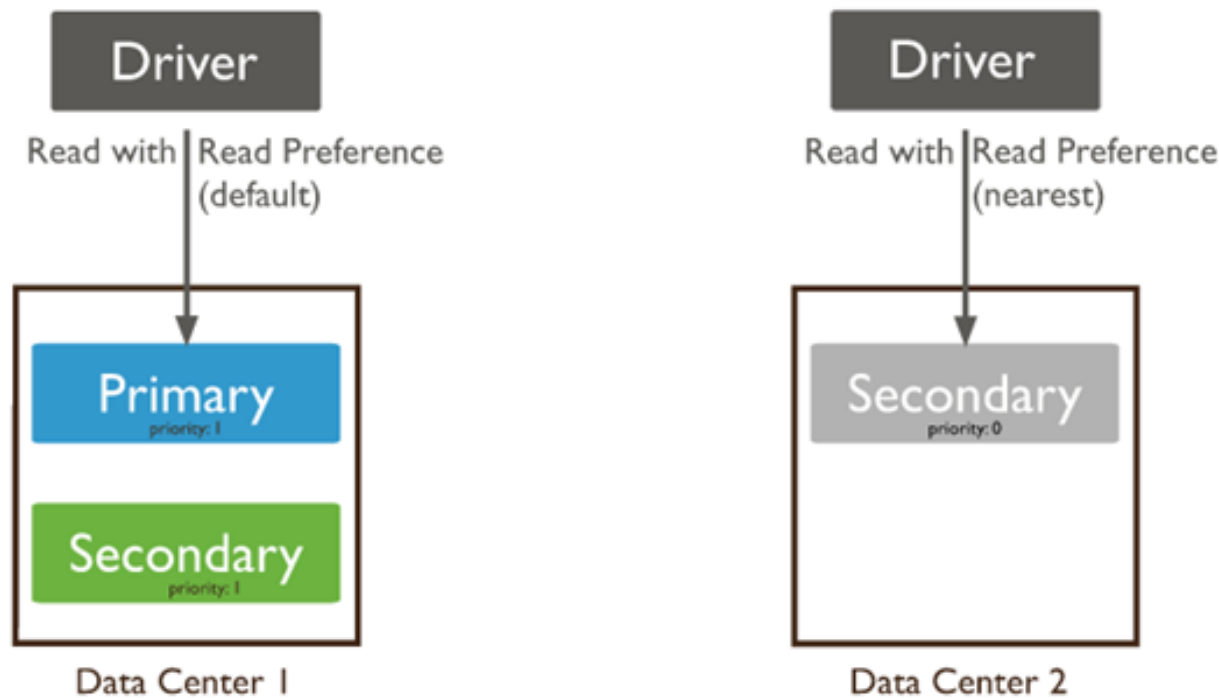 Driver
Read with Read Preference
(default)
Primary
priority: 1
Secondary
priority: 1
Data Center 1
Driver
Read with Read Preference
(nearest)
Secondary
priority: 0
Data Center 2